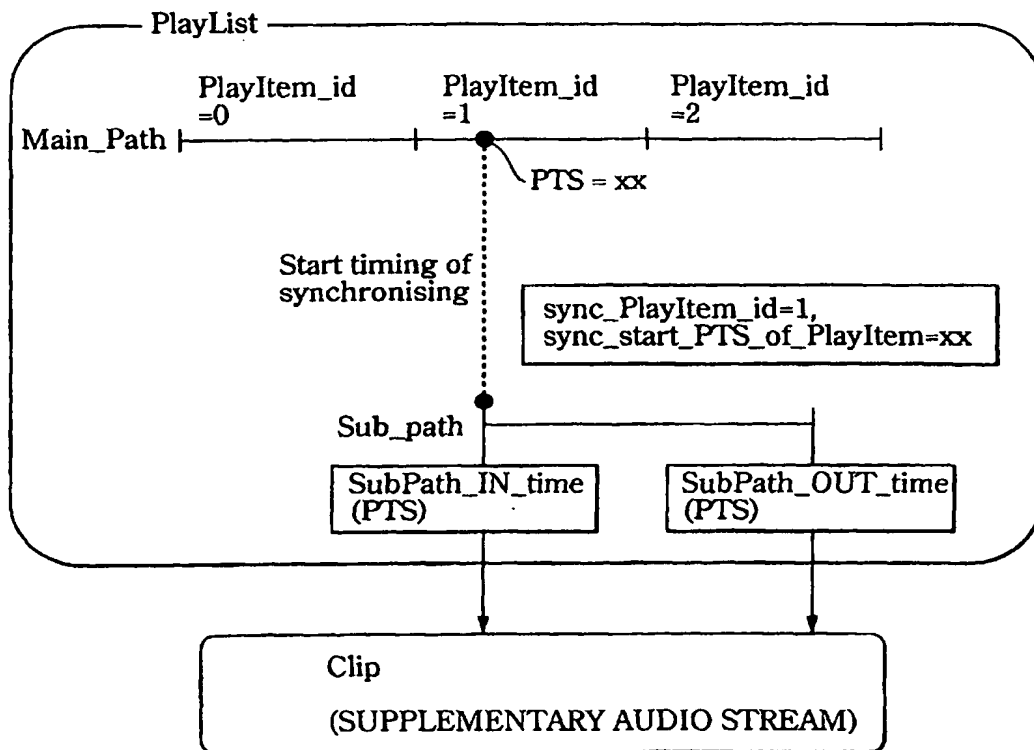 PlayList
PlayItem_id
=0
PlayItem_id
=1
PlayItem_id
=2
Main_Path
PTS = xx
Start timing of
synchronising
sync_PlayItem_id=1,
sync_start_PTS_of_PlayItem=xx
Sub_path
SubPath_IN_time
(PTS)
SubPath_OUT_time
(PTS)
Clip
(SUPPLEMENTARY AUDIO STREAM)